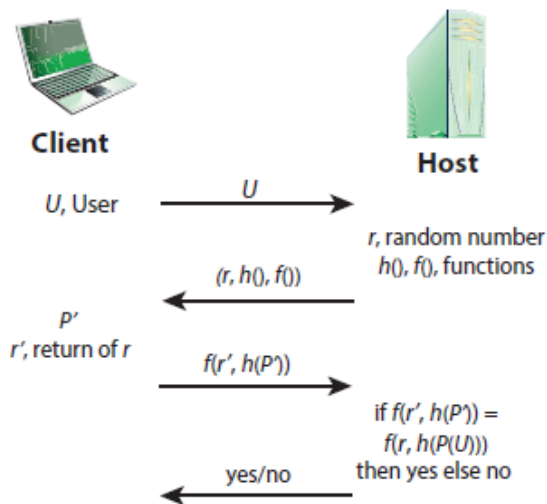 Client
Host
U, User
U
r, random number
h(), f(), functions
(r, h(), f())
P′
r′, return of r
f(r′, h(P′))
if f(r′, h(P′)) =
f(r, h(P(U)))
then yes else no
yes/no